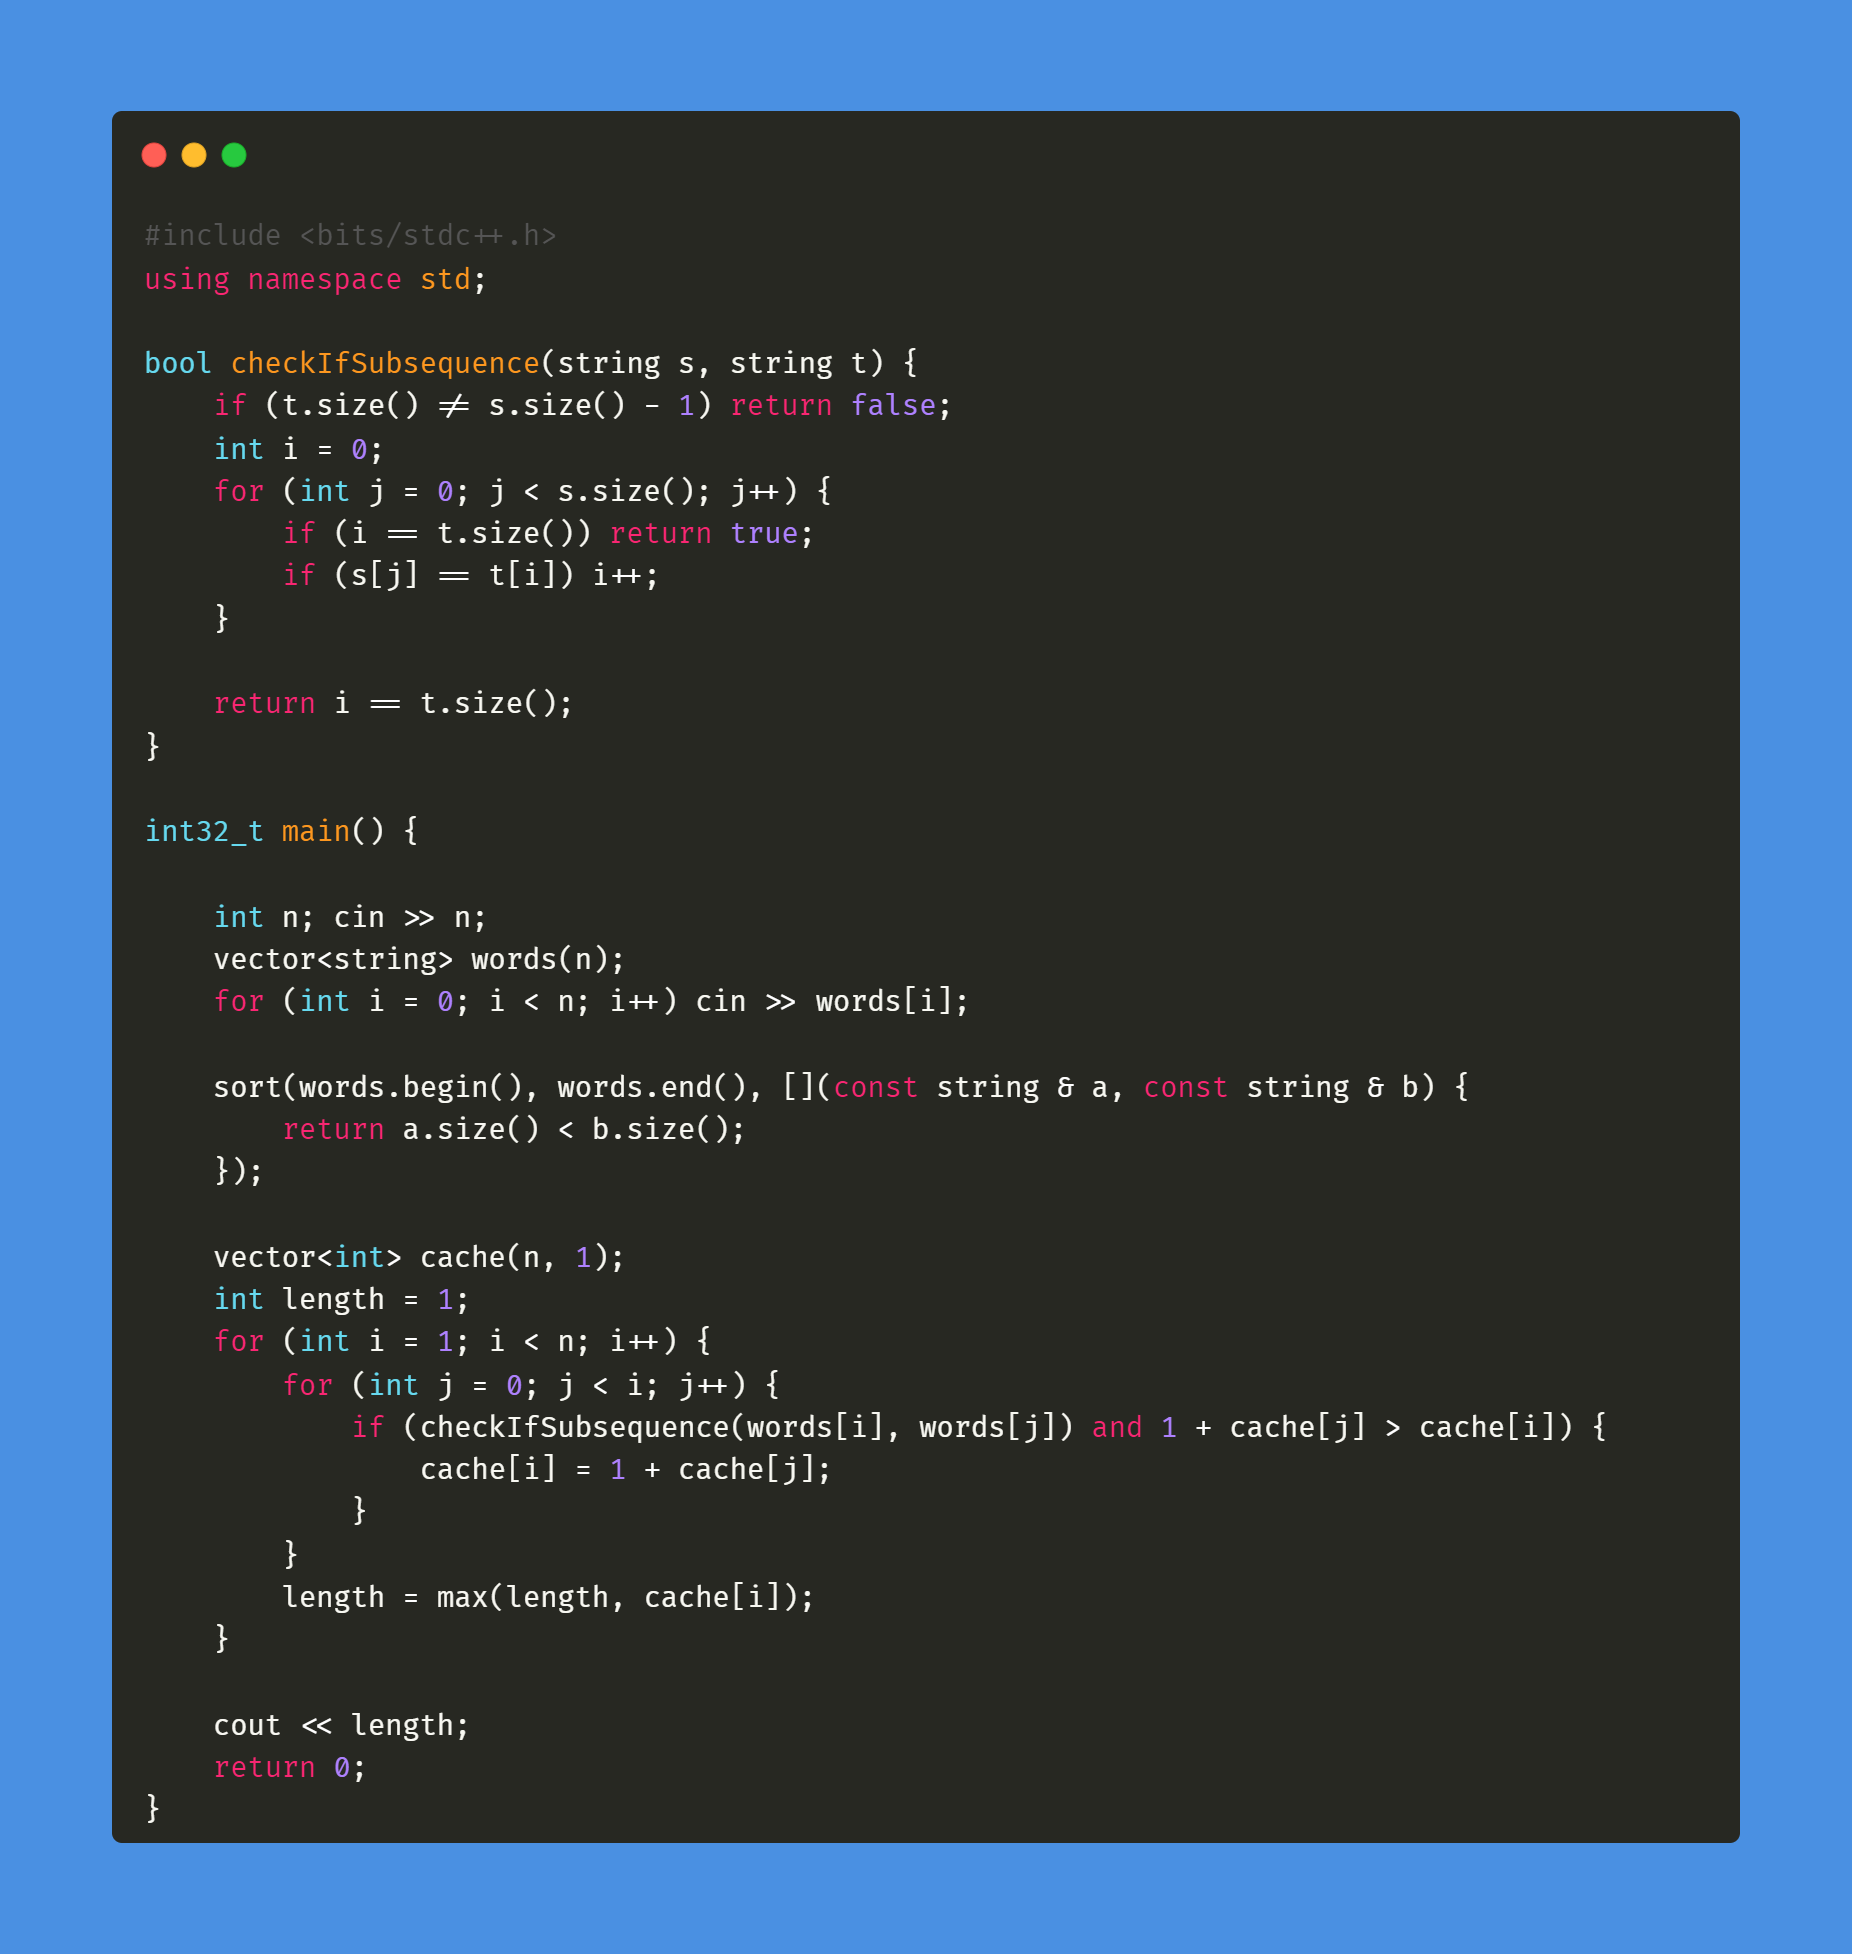 #include <bits/stdc++.h>
using namespace std;

bool checkIfSubsequence(string s, string t) {
    if (t.size() != s.size() - 1) return false;
    int i = 0;
    for (int j = 0; j < s.size(); j++) {
        if (i == t.size()) return true;
        if (s[j] == t[i]) i++;
    }

    return i == t.size();
}

int32_t main() {

    int n; cin >> n;
    vector<string> words(n);
    for (int i = 0; i < n; i++) cin >> words[i];

    sort(words.begin(), words.end(), [](const string & a, const string & b) {
        return a.size() < b.size();
    });

    vector<int> cache(n, 1);
    int length = 1;
    for (int i = 1; i < n; i++) {
        for (int j = 0; j < i; j++) {
            if (checkIfSubsequence(words[i], words[j]) and 1 + cache[j] > cache[i]) {
                cache[i] = 1 + cache[j];
            }
        }
        length = max(length, cache[i]);
    }

    cout << length;
    return 0;
}